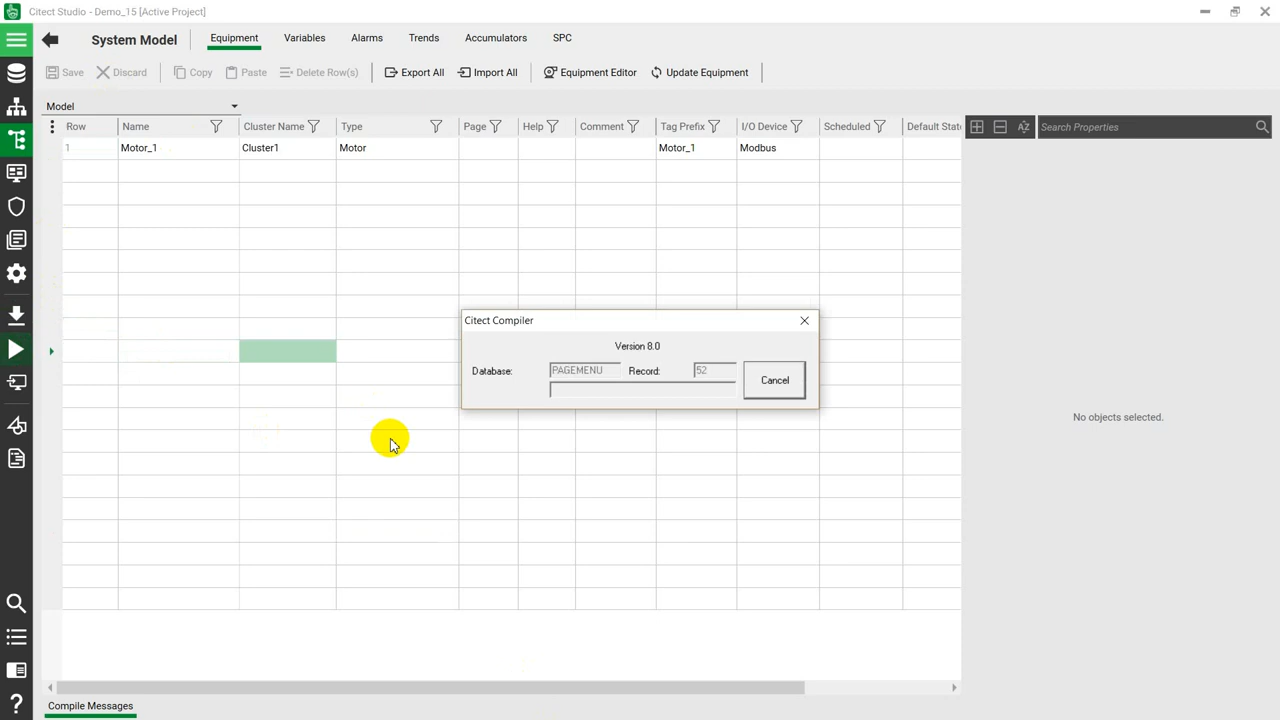 Citect Studio - Demo_15 [Active Project]
System Model Equipment Variables Alarms Trends Accumulators SPC
Save Discard Copy Paste Delete Row(s) Export All Import All Equipment Editor Update Equipment
Model
Row Name Cluster Name Type Page Help Comment Tag Prefix I/O Device Scheduled Default State
Search Properties
1 Motor_1 Cluster1 Motor Motor_1 Modbus
Citect Compiler
Version 8.0
Database: PAGEMENU Record: 52
Cancel
No objects selected.
Compile Messages